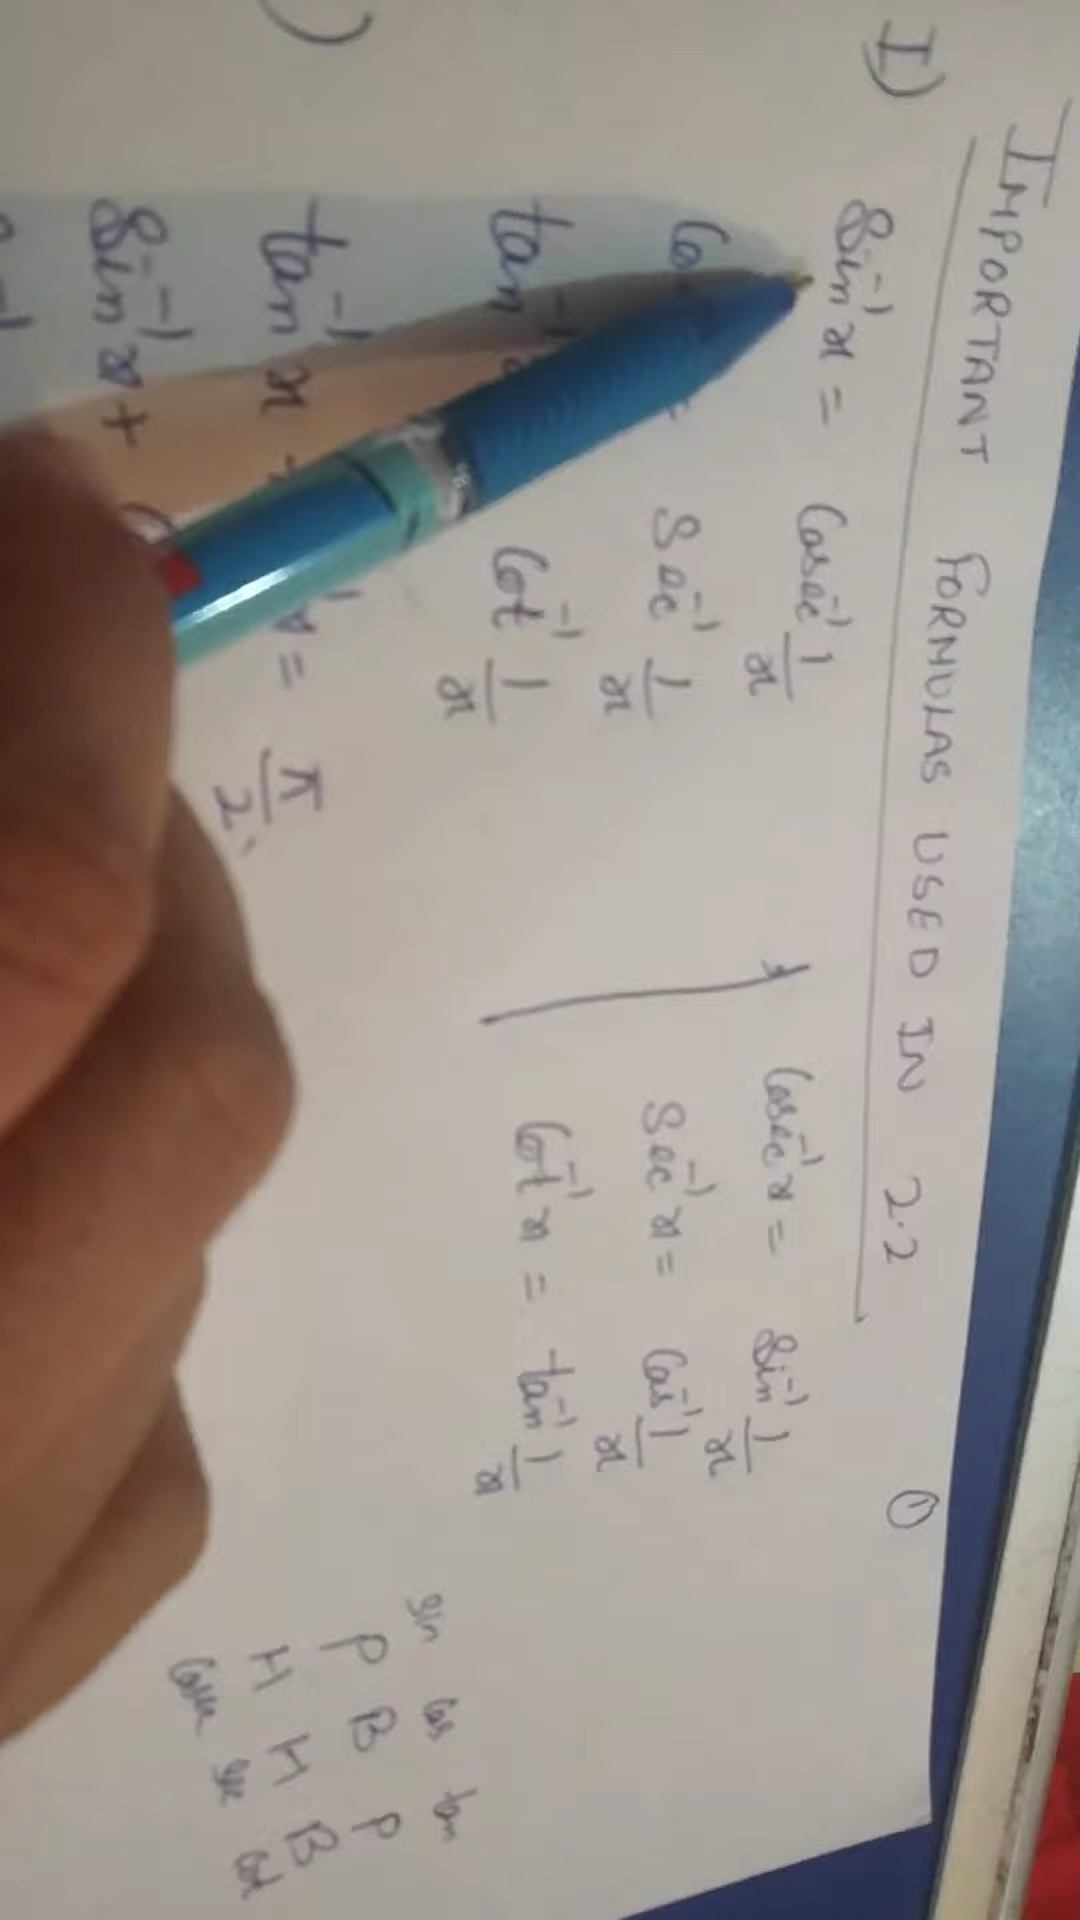 IMPORTANT FORMULAS USED IN 2.2 ①
I) Sin⁻¹x = Cosec⁻¹ 1/x Cosec⁻¹x = Sin⁻¹ 1/x
Sec⁻¹ 1/x Sec⁻¹x = Cos⁻¹ 1/x
tan⁻¹ Cot⁻¹ 1/x Cot⁻¹x = tan⁻¹ 1/x
tan⁻¹x = π/2
Sin⁻¹x +
sin cos tan
P B P
H H B
Cosec sec cot